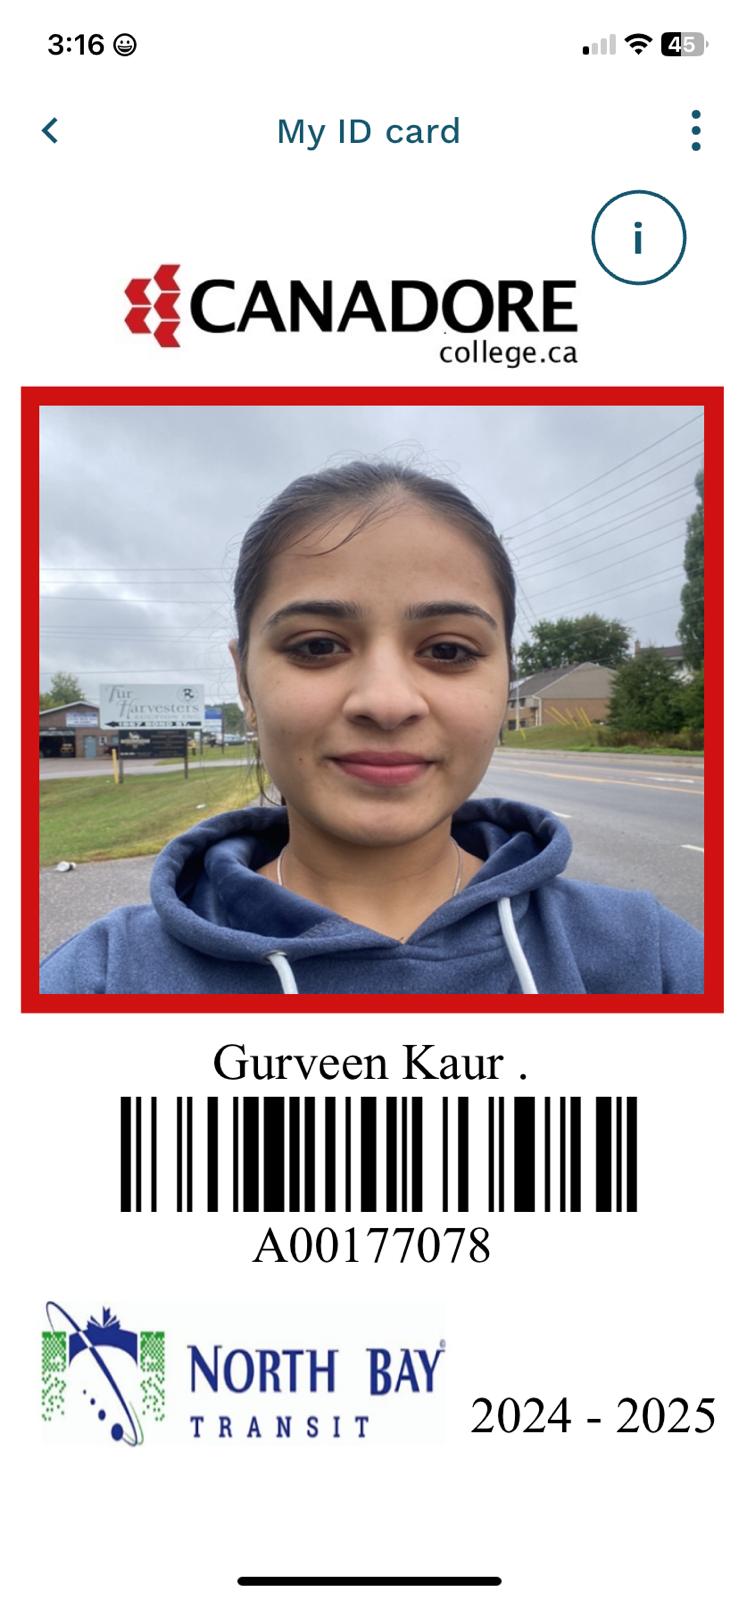 3:16
45
My ID card
i
CANADORE
college.ca
Fur
Harvesters
Gurveen Kaur .
A00177078
NORTH BAY©
TRANSIT
2024 - 2025